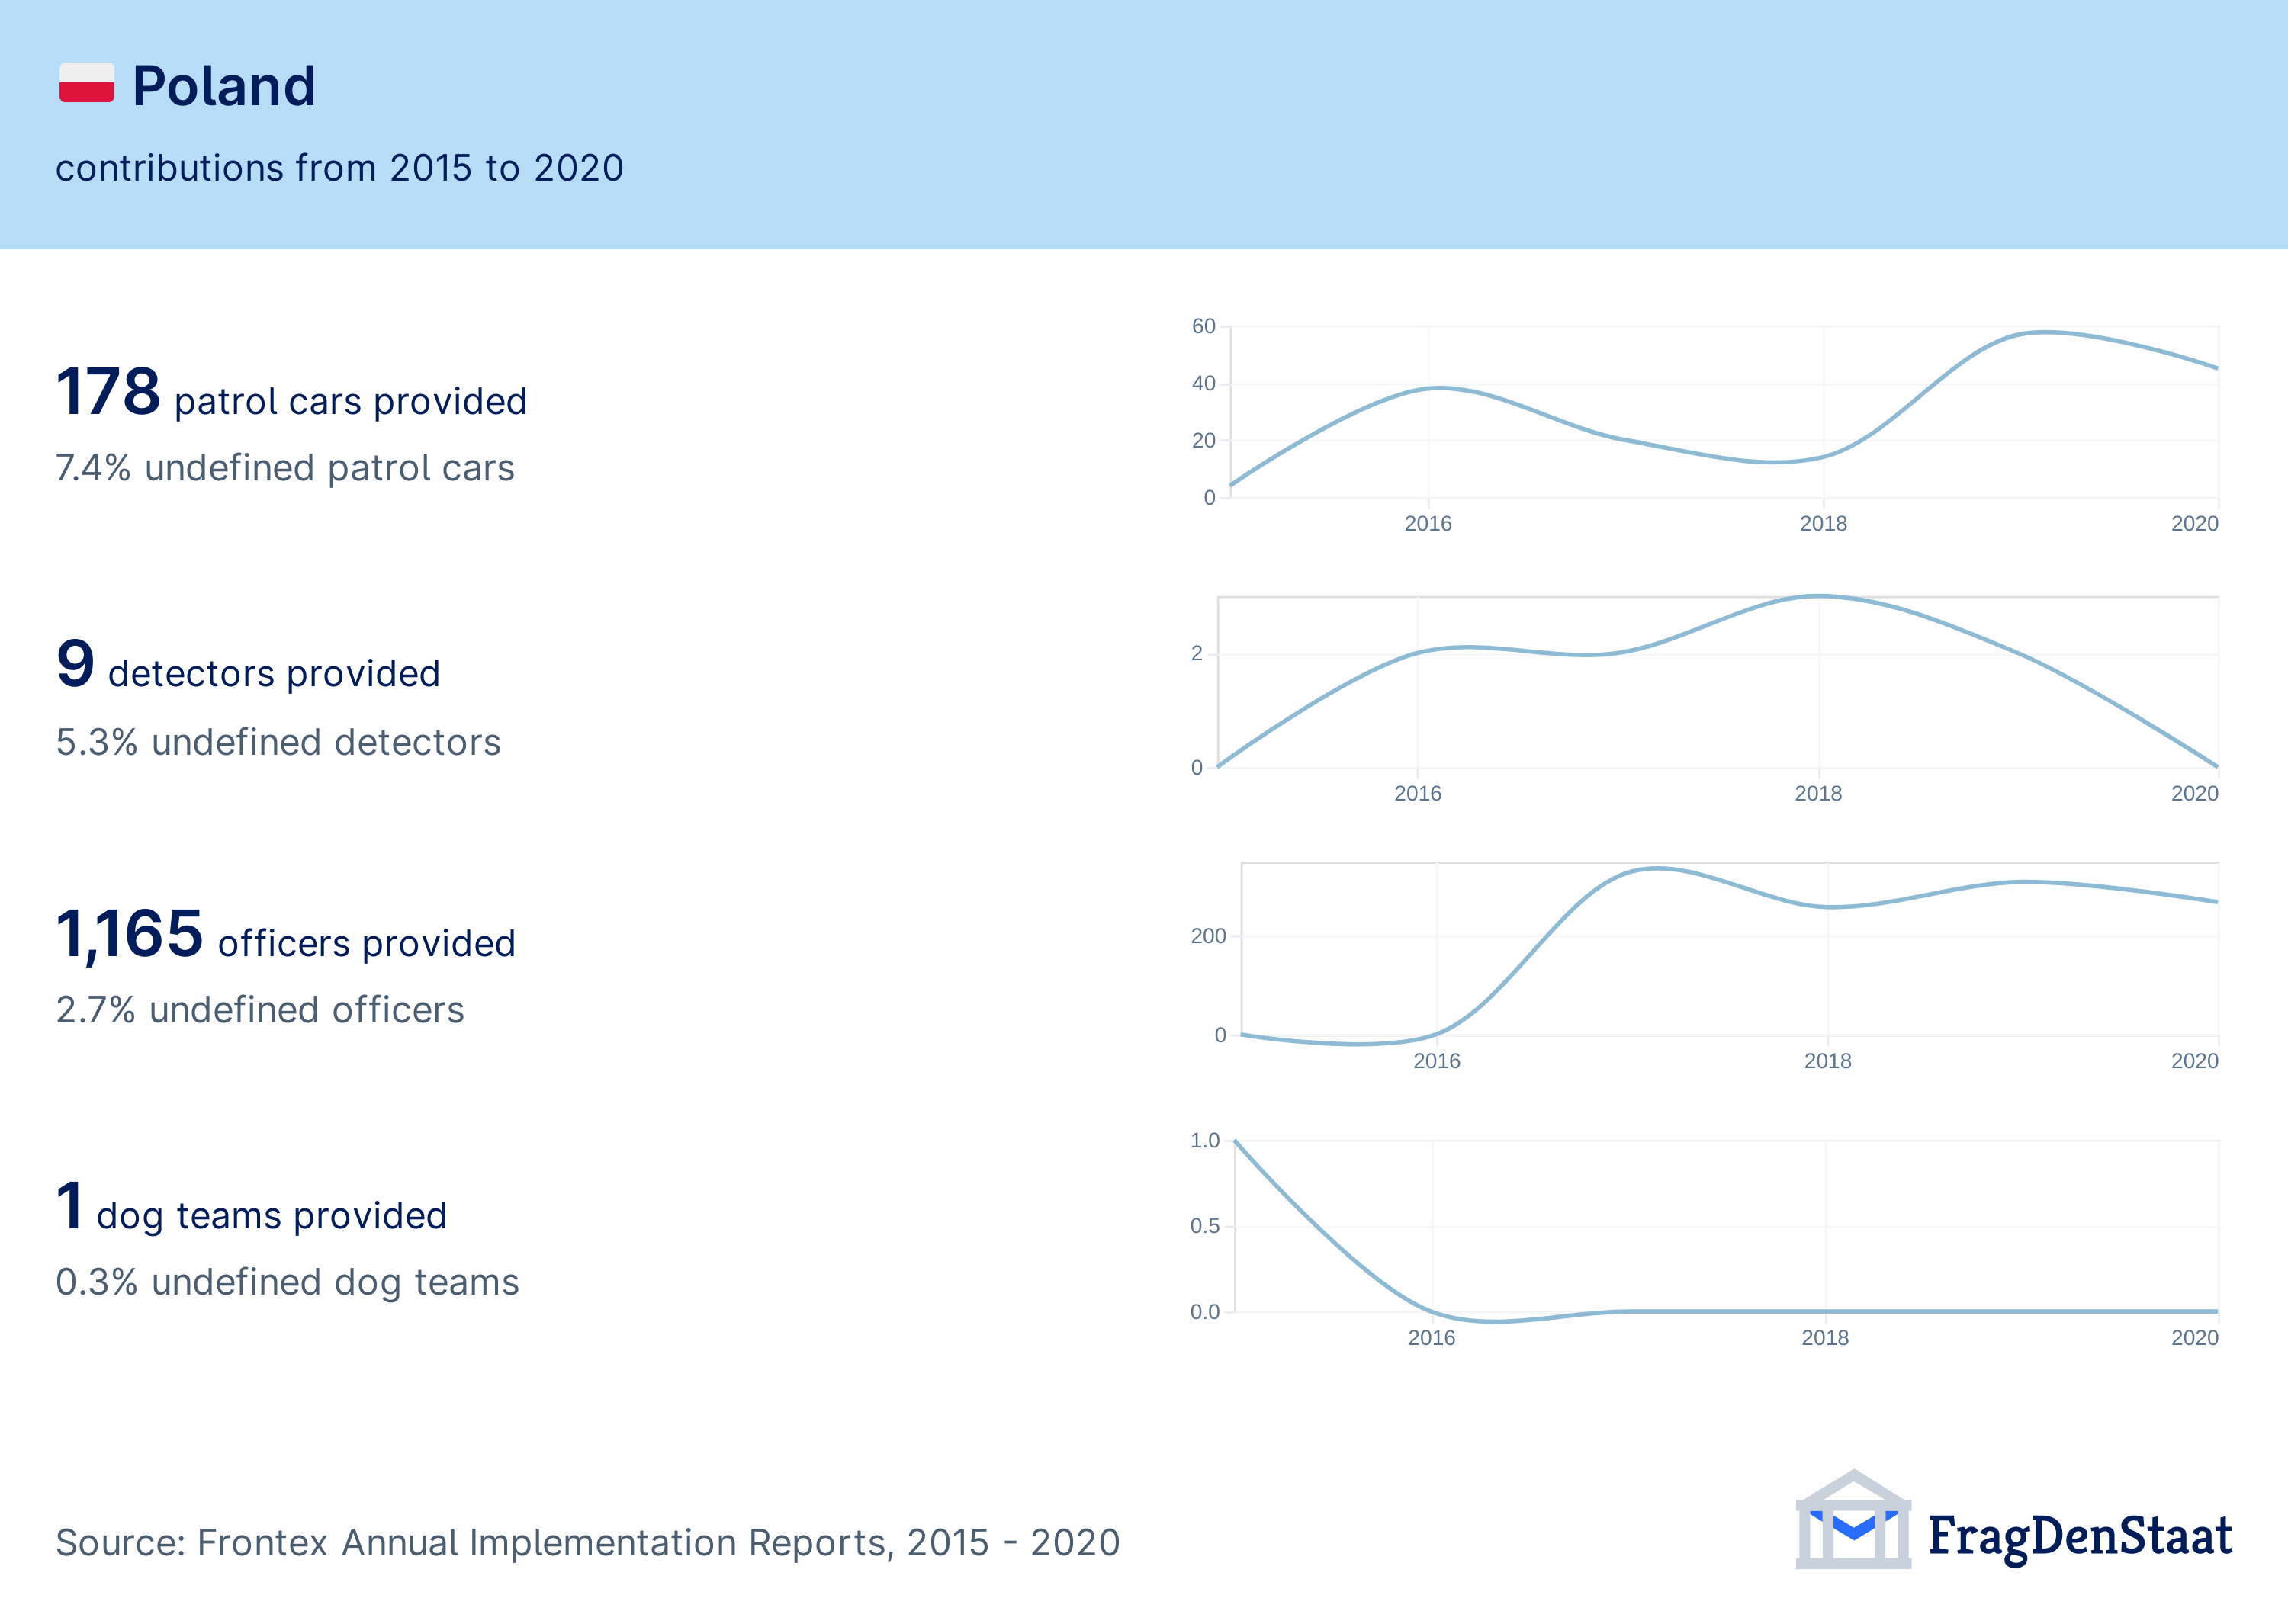 Poland
contributions from 2015 to 2020
178 patrol cars provided
7.4% undefined patrol cars
60
40
20
0
2016 2018 2020
9 detectors provided
5.3% undefined detectors
2
0
2016 2018 2020
1,165 officers provided
2.7% undefined officers
200
0
2016 2018 2020
1 dog teams provided
0.3% undefined dog teams
1.0
0.5
0.0
2016 2018 2020
Source: Frontex Annual Implementation Reports, 2015 - 2020
FragDenStaat